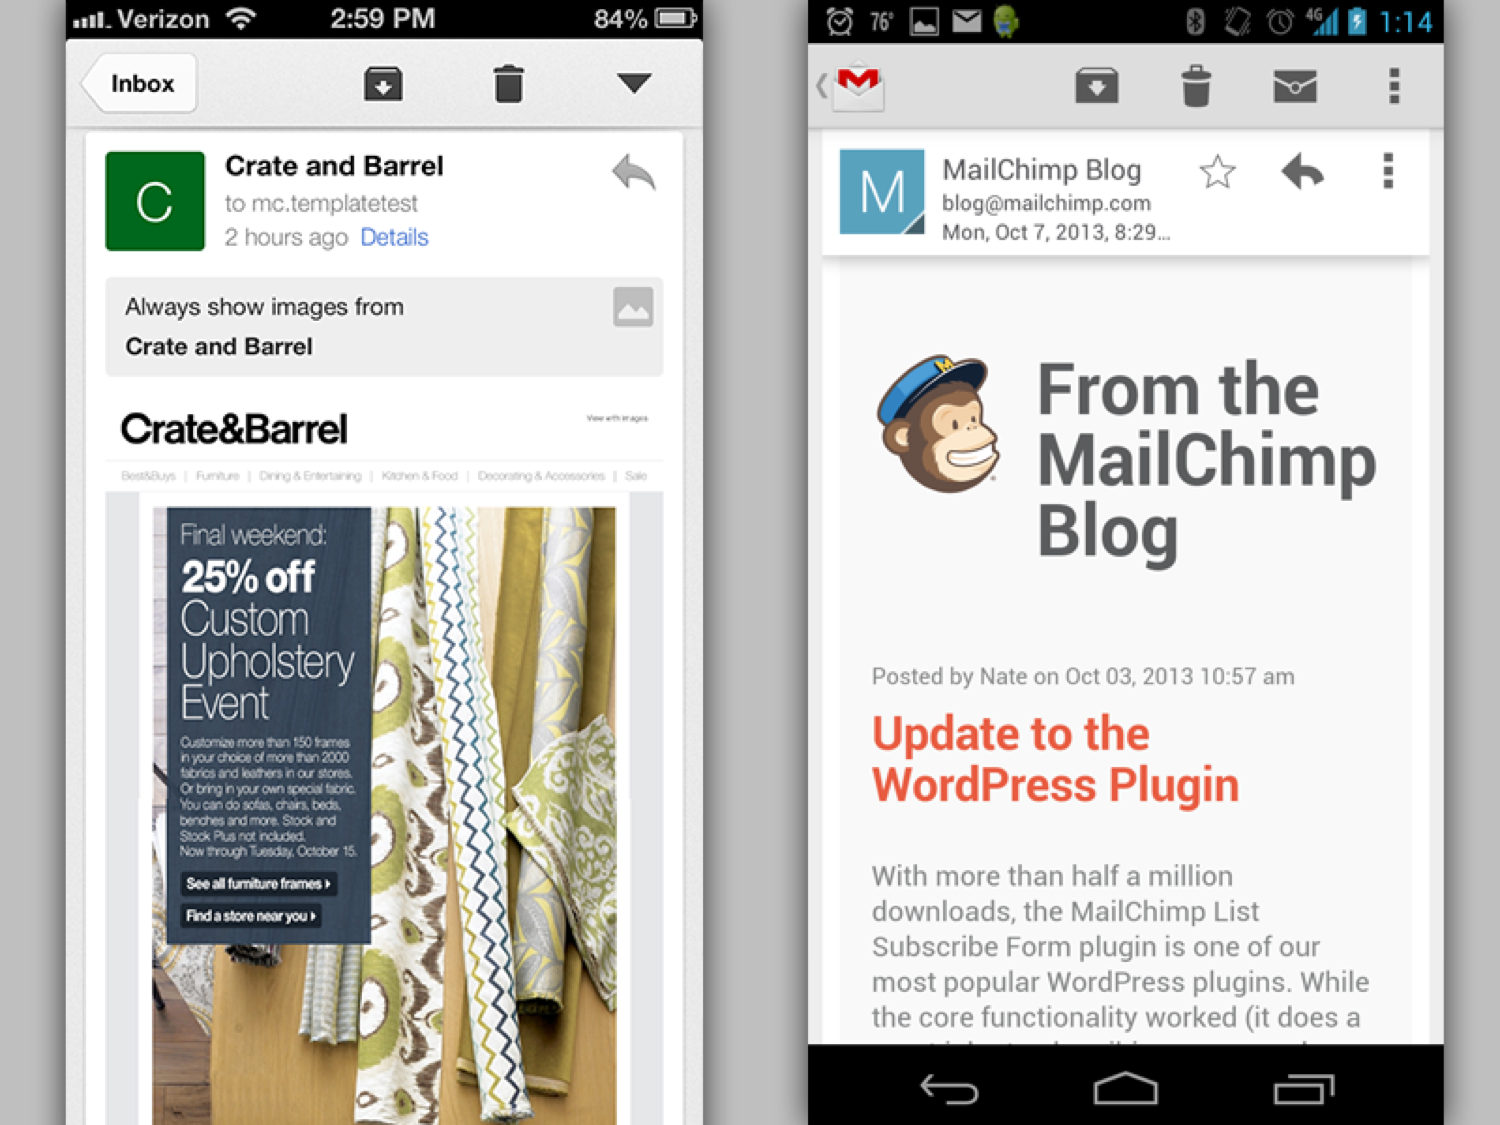 Verizon 2:59 PM 84%
Inbox
C
Crate and Barrel
to mc.templatetest
2 hours ago Details
Always show images from
Crate and Barrel
Crate&Barrel
View with images
Best&Buys | Furniture | Dining & Entertaining | Kitchen & Food | Decorating & Accessories | Sale
Final weekend:
25% off
Custom
Upholstery
Event
Customize more than 150 frames
in your choice of more than 2000
fabrics and leathers in our stores.
Or bring in your own special fabric.
You can do sofas, chairs, beds,
benches and more. Stock and
Stock Plus not included.
Now through Tuesday, October 15.
See all furniture frames
Find a store near you
76° 4G 1:14
M
MailChimp Blog
blog@mailchimp.com
Mon, Oct 7, 2013, 8:29...
From the
MailChimp
Blog
Posted by Nate on Oct 03, 2013 10:57 am
Update to the
WordPress Plugin
With more than half a million
downloads, the MailChimp List
Subscribe Form plugin is one of our
most popular WordPress plugins. While
the core functionality worked (it does a